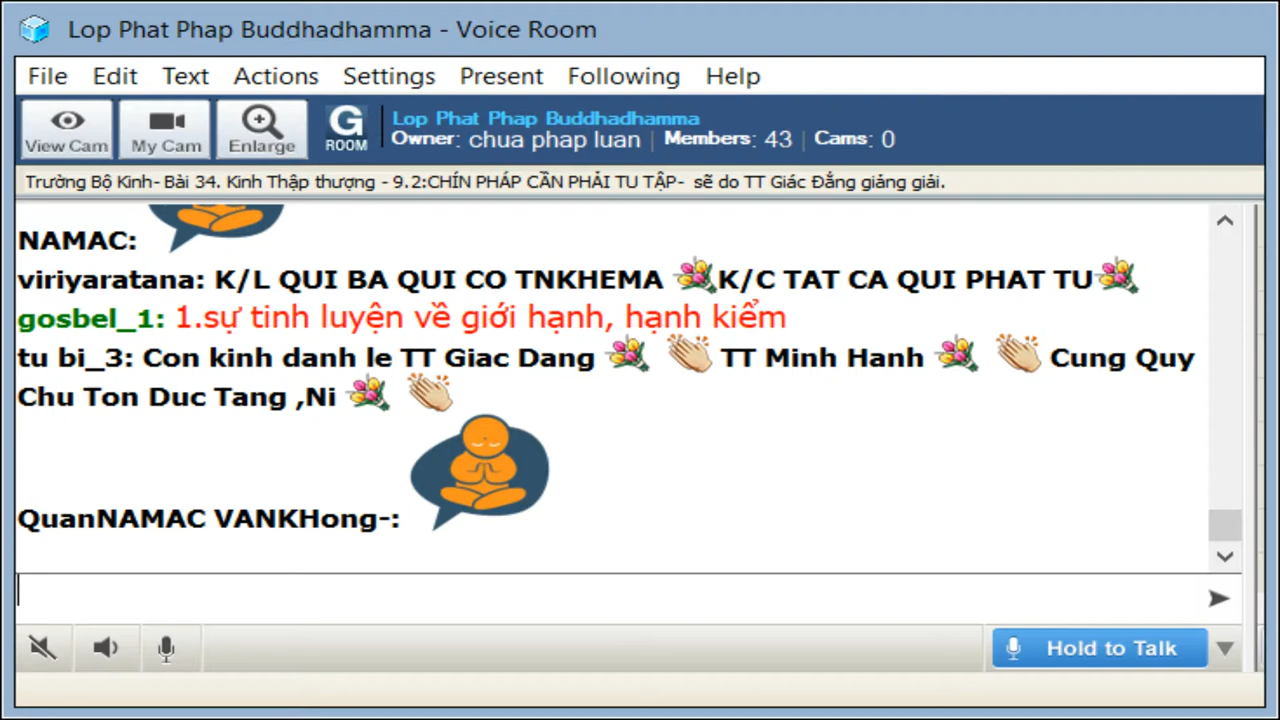 Lop Phat Phap Buddhadhamma - Voice Room
File Edit Text Actions Settings Present Following Help
View Cam My Cam Enlarge G ROOM
Lop Phat Phap Buddhadhamma
Owner: chua phap luan | Members: 43 | Cams: 0
Trường Bộ Kinh- Bài 34. Kinh Thập thượng - 9.2:CHÍN PHÁP CẦN PHẢI TU TẬP- sẽ do TT Giác Đẳng giảng giải.
NAMAC:
viriyaratana: K/L QUI BA QUI CO TNKHEMA K/C TAT CA QUI PHAT TU
gosbel_1: 1.sự tinh luyện về giới hạnh, hạnh kiểm
tu bi_3: Con kinh danh le TT Giac Dang TT Minh Hanh Cung Quy
Chu Ton Duc Tang ,Ni
QuanNAMAC VANKHong-:
Hold to Talk